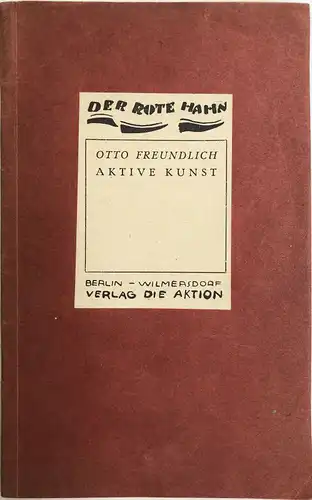 DER ROTE HAHN
OTTO FREUNDLICH
AKTIVE KUNST
BERLIN – WILMERSDORF
VERLAG DIE AKTION